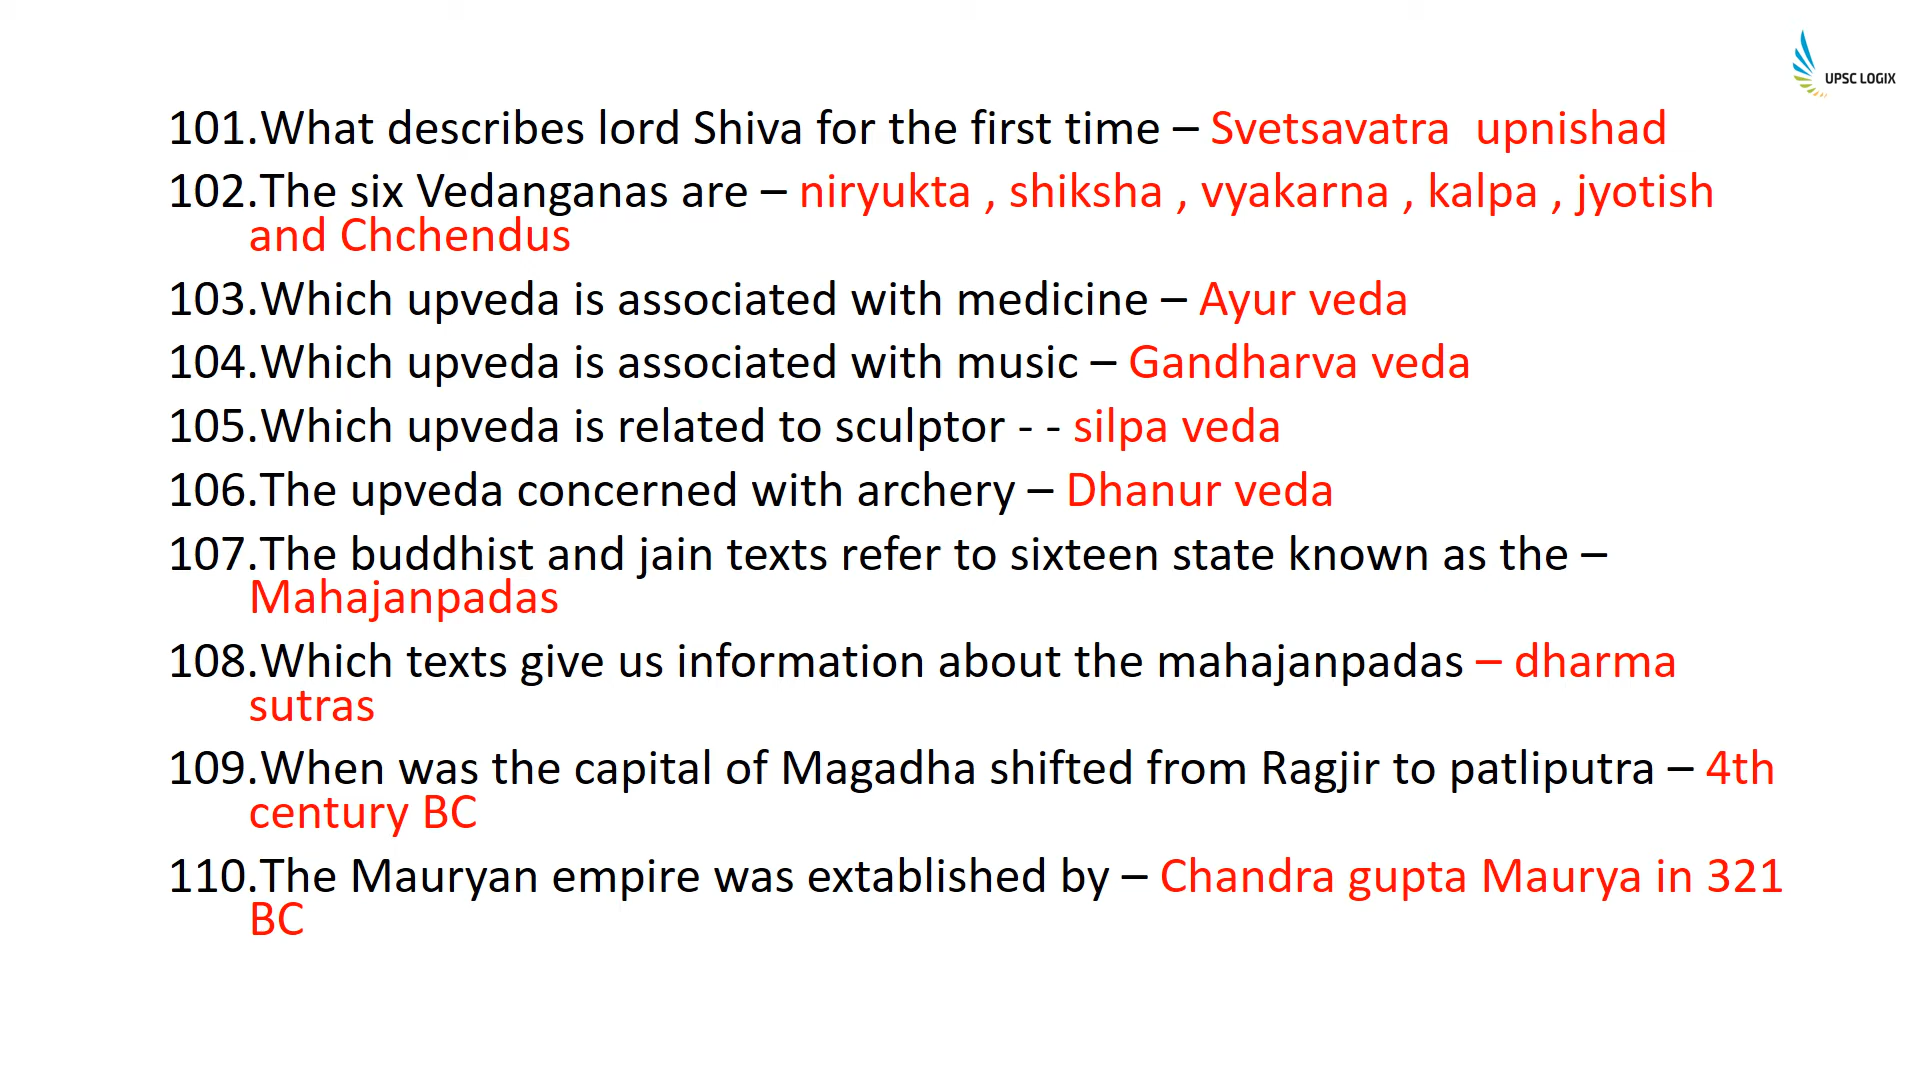 UPSC LOGIX
101.What describes lord Shiva for the first time – Svetsavatra  upnishad
102.The six Vedanganas are – niryukta , shiksha , vyakarna , kalpa , jyotish
and Chchendus
103.Which upveda is associated with medicine – Ayur veda
104.Which upveda is associated with music – Gandharva veda
105.Which upveda is related to sculptor - - silpa veda
106.The upveda concerned with archery – Dhanur veda
107.The buddhist and jain texts refer to sixteen state known as the –
Mahajanpadas
108.Which texts give us information about the mahajanpadas – dharma
sutras
109.When was the capital of Magadha shifted from Ragjir to patliputra – 4th
century BC
110.The Mauryan empire was extablished by – Chandra gupta Maurya in 321
BC